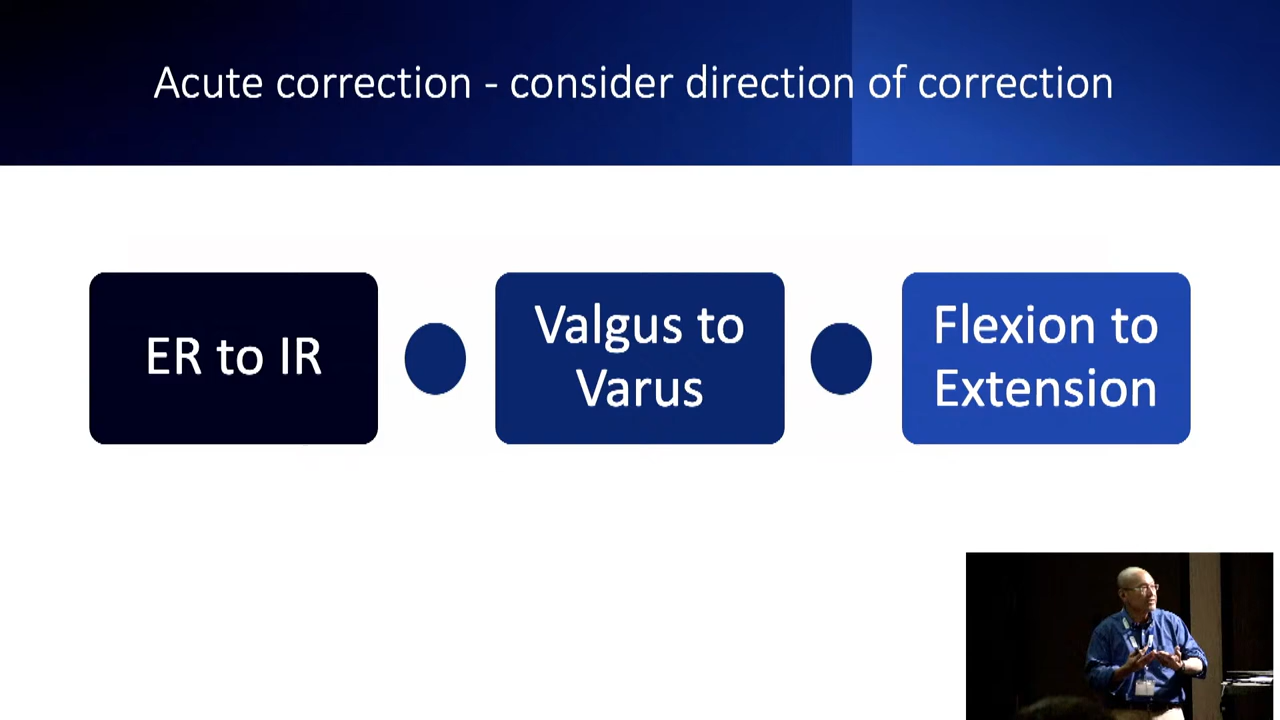 Acute correction - consider direction of correction
ER to IR
Valgus to
Varus
Flexion to
Extension